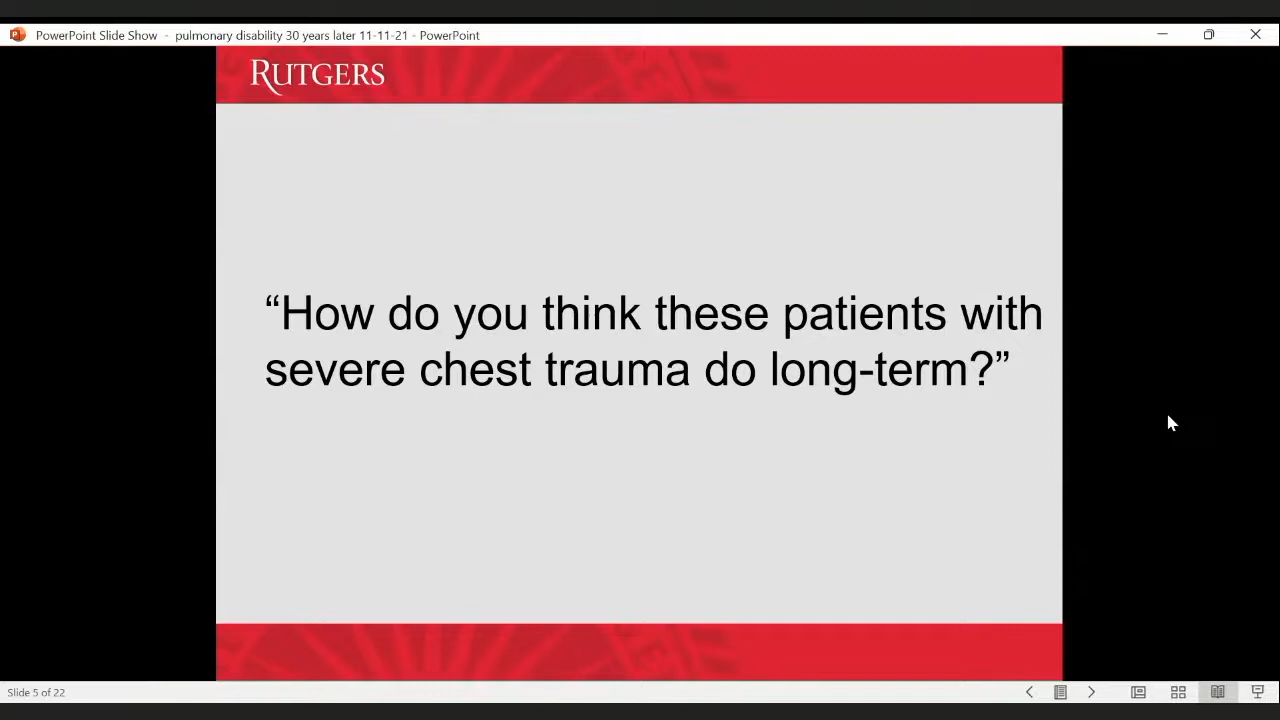 PowerPoint Slide Show - pulmonary disability 30 years later 11-11-21 - PowerPoint
RUTGERS
“How do you think these patients with
severe chest trauma do long-term?”
Slide 5 of 22